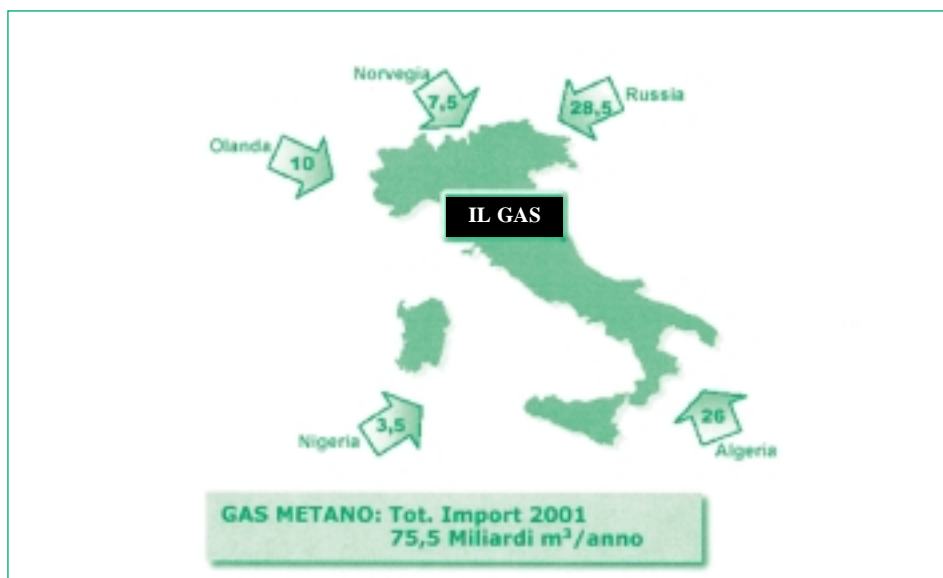 Norvegia
7,5
28,5
Russia
Olanda
10
IL GAS
3,5
Nigeria
26
Algeria
GAS METANO: Tot. Import 2001
75,5 Miliardi m³/anno